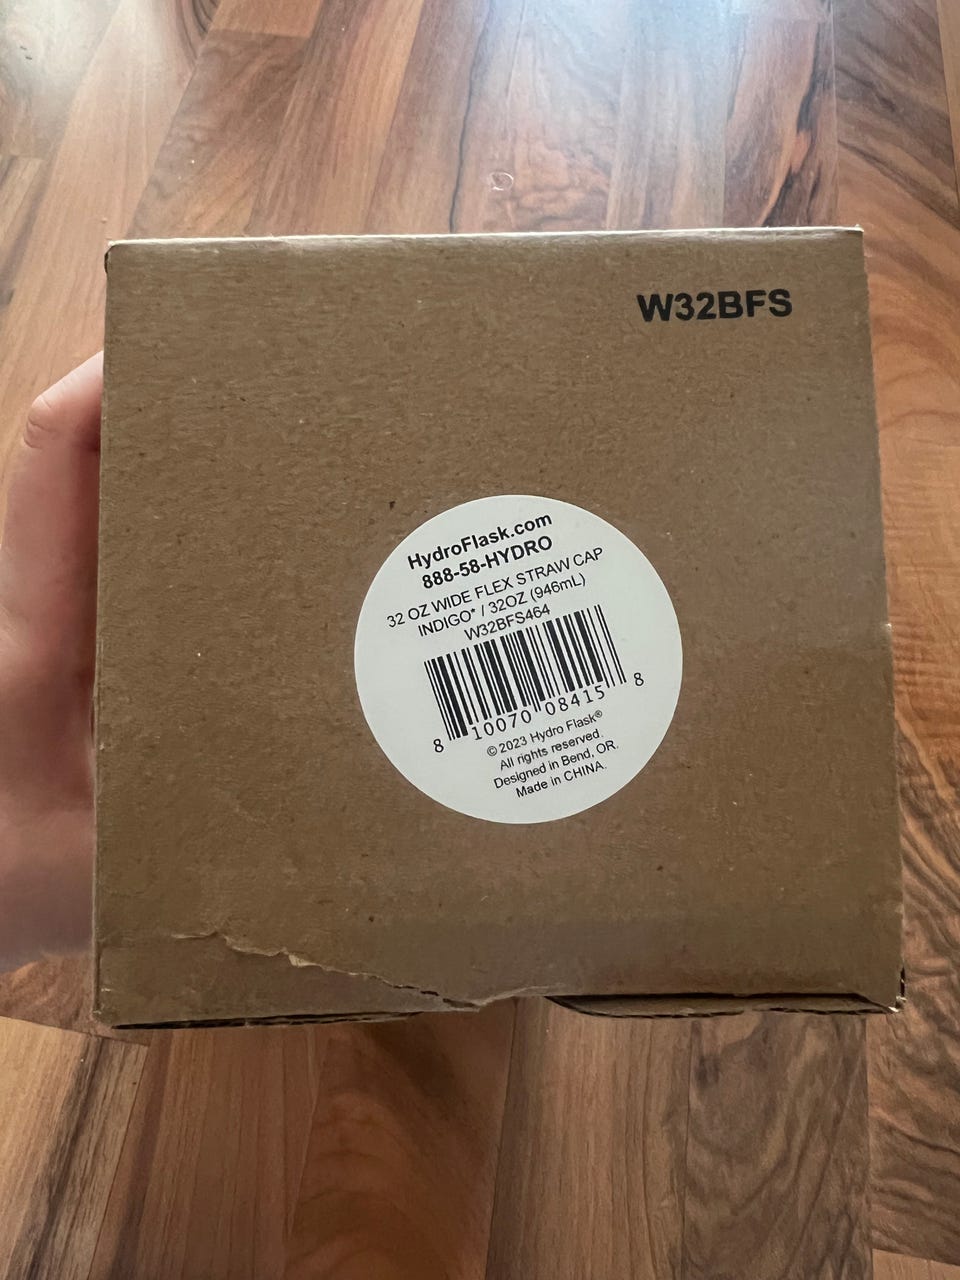 W32BFS
HydroFlask.com
888-58-HYDRO
32 OZ WIDE FLEX STRAW CAP
INDIGO* / 32OZ (946mL)
W32BFS464
8 10070 08415 8
© 2023 Hydro Flask®
All rights reserved.
Designed in Bend, OR.
Made in CHINA.